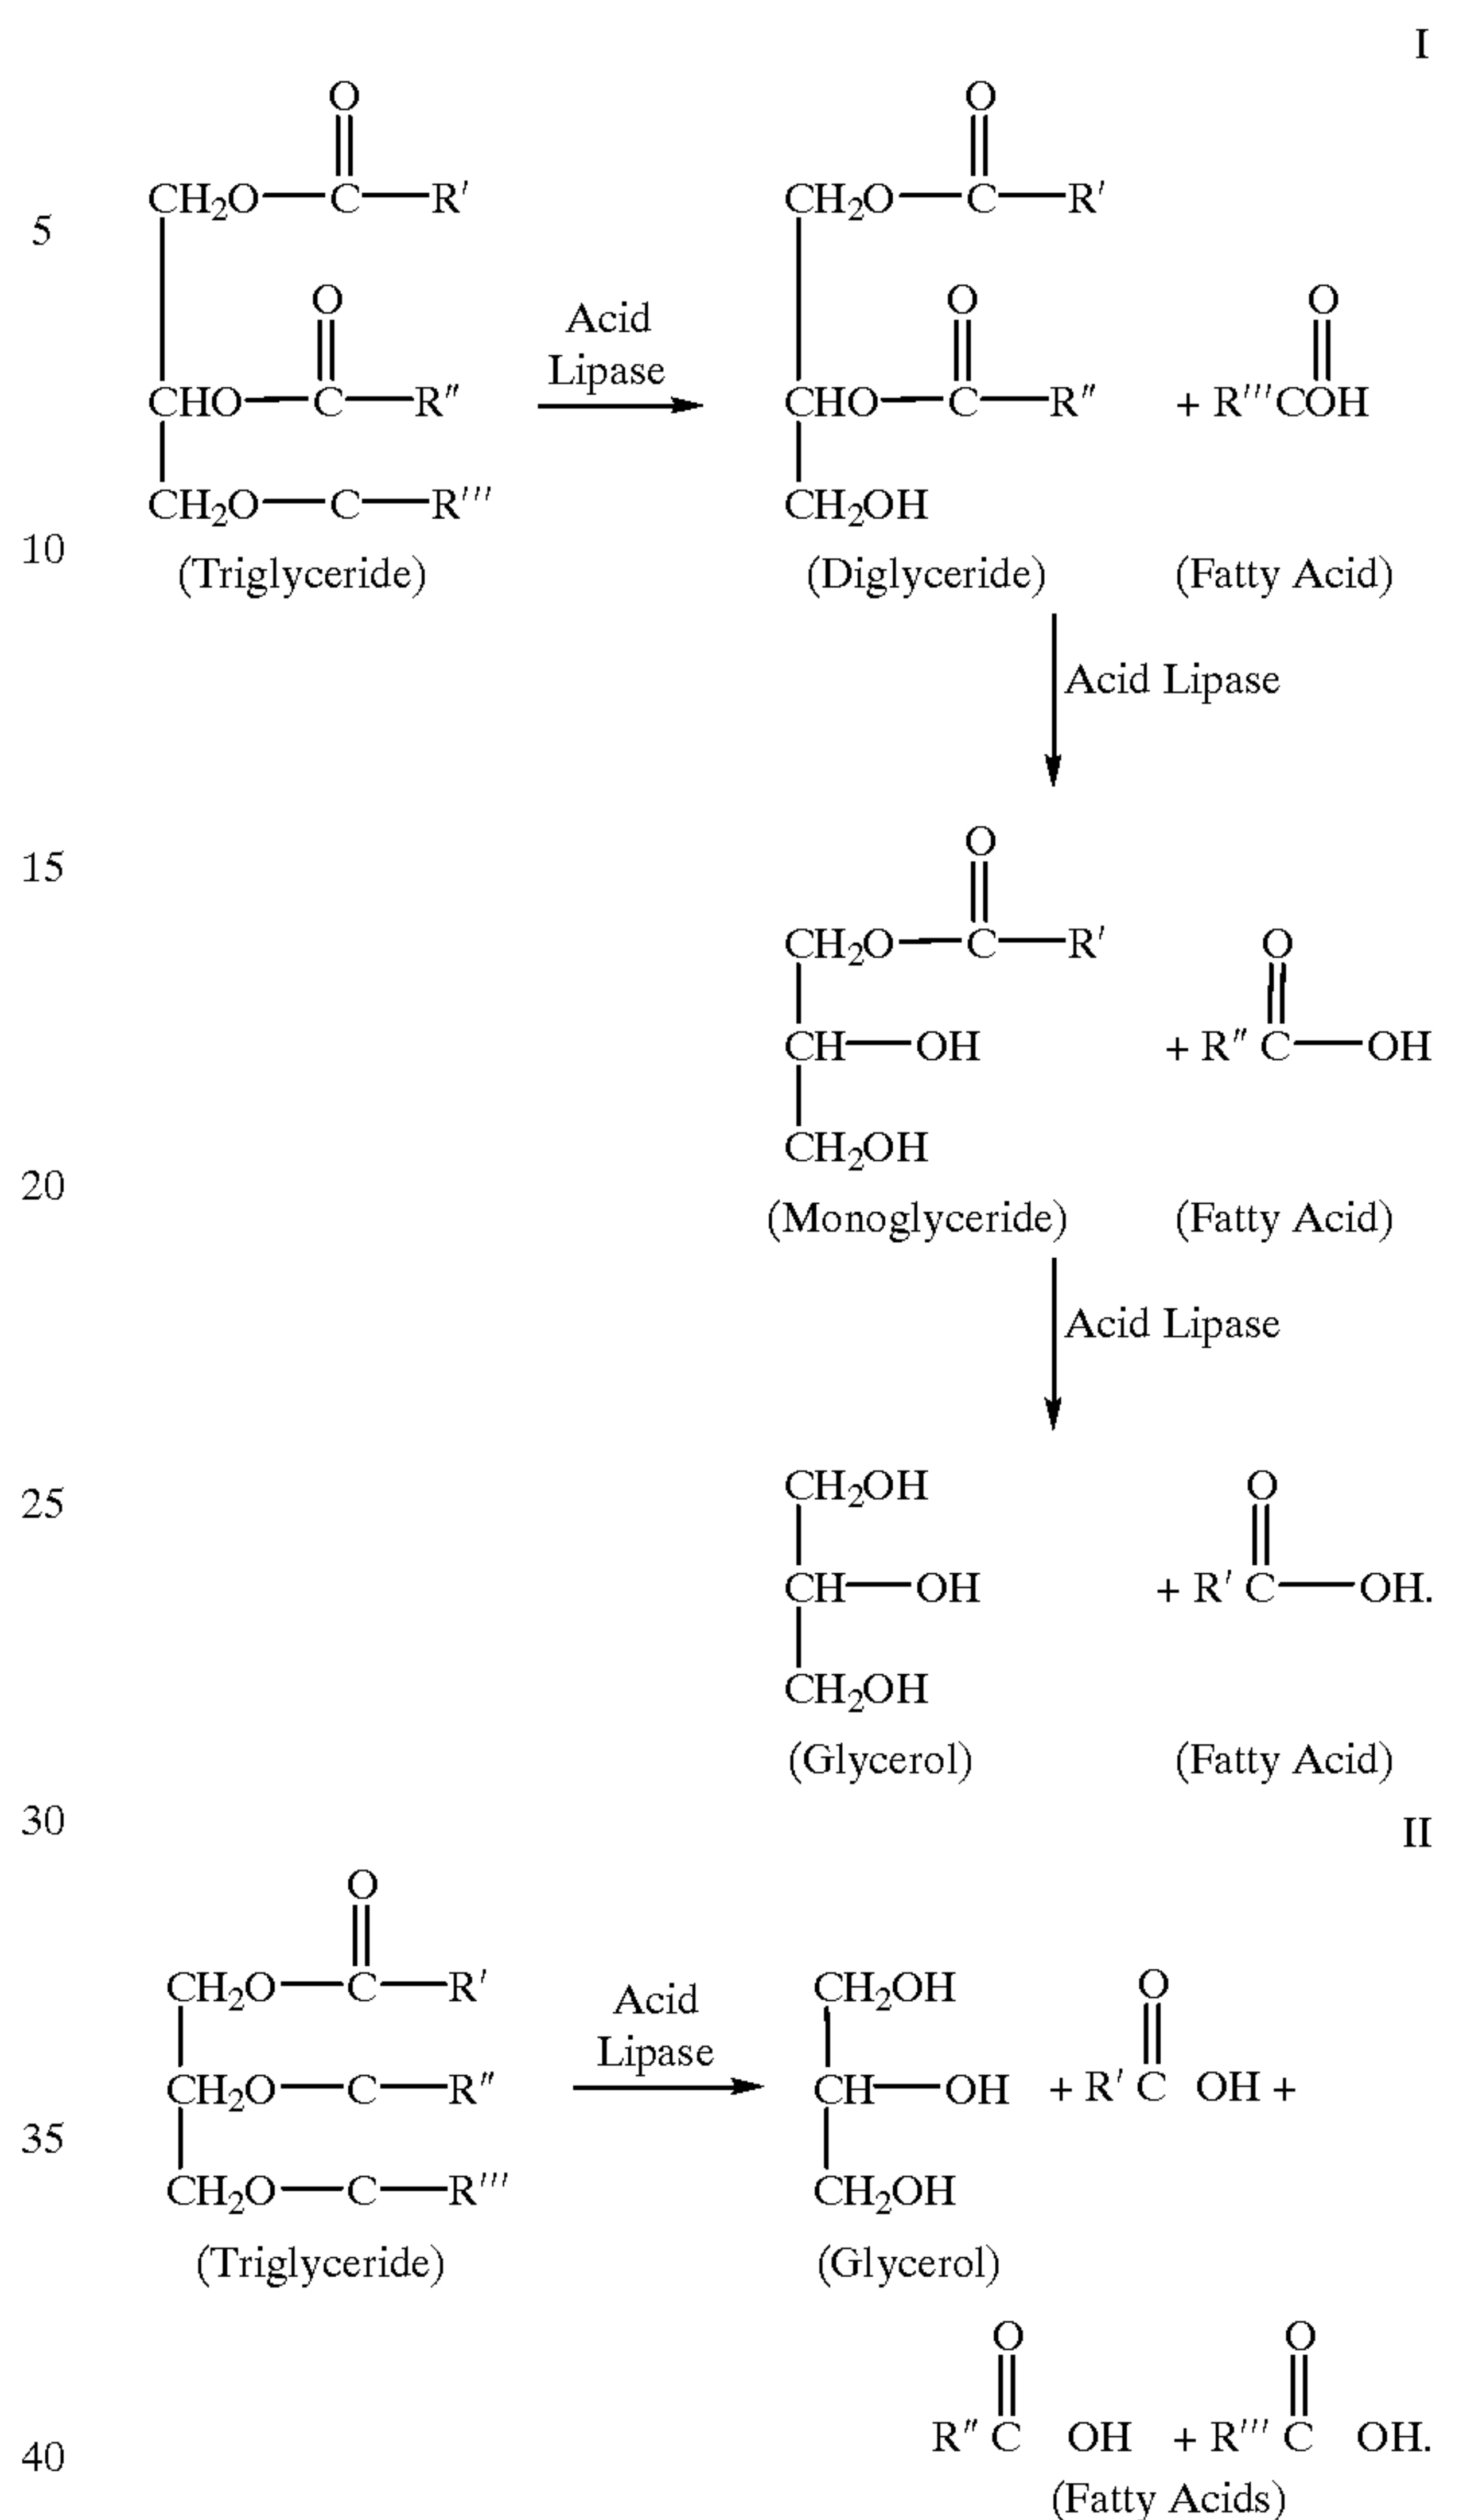 I
O O
5 CH2O—C—R′ CH2O—C—R′
O O O
Acid
Lipase
CHO—C—R″ CHO—C—R″ + R‴COH
CH2O—C—R‴ CH2OH
10 (Triglyceride) (Diglyceride) (Fatty Acid)
Acid Lipase
15 O
CH2O—C—R′ O
CH—OH + R″ C—OH
CH2OH
20 (Monoglyceride) (Fatty Acid)
Acid Lipase
25 CH2OH O
CH—OH + R′ C—OH.
CH2OH
(Glycerol) (Fatty Acid)
30 II
O
CH2O—C—R′ CH2OH O
Acid
Lipase
CH2O—C—R″ CH—OH + R′ C OH +
35
CH2O—C—R‴ CH2OH
(Triglyceride) (Glycerol)
O O
R″ C OH + R‴ C OH.
40 (Fatty Acids)